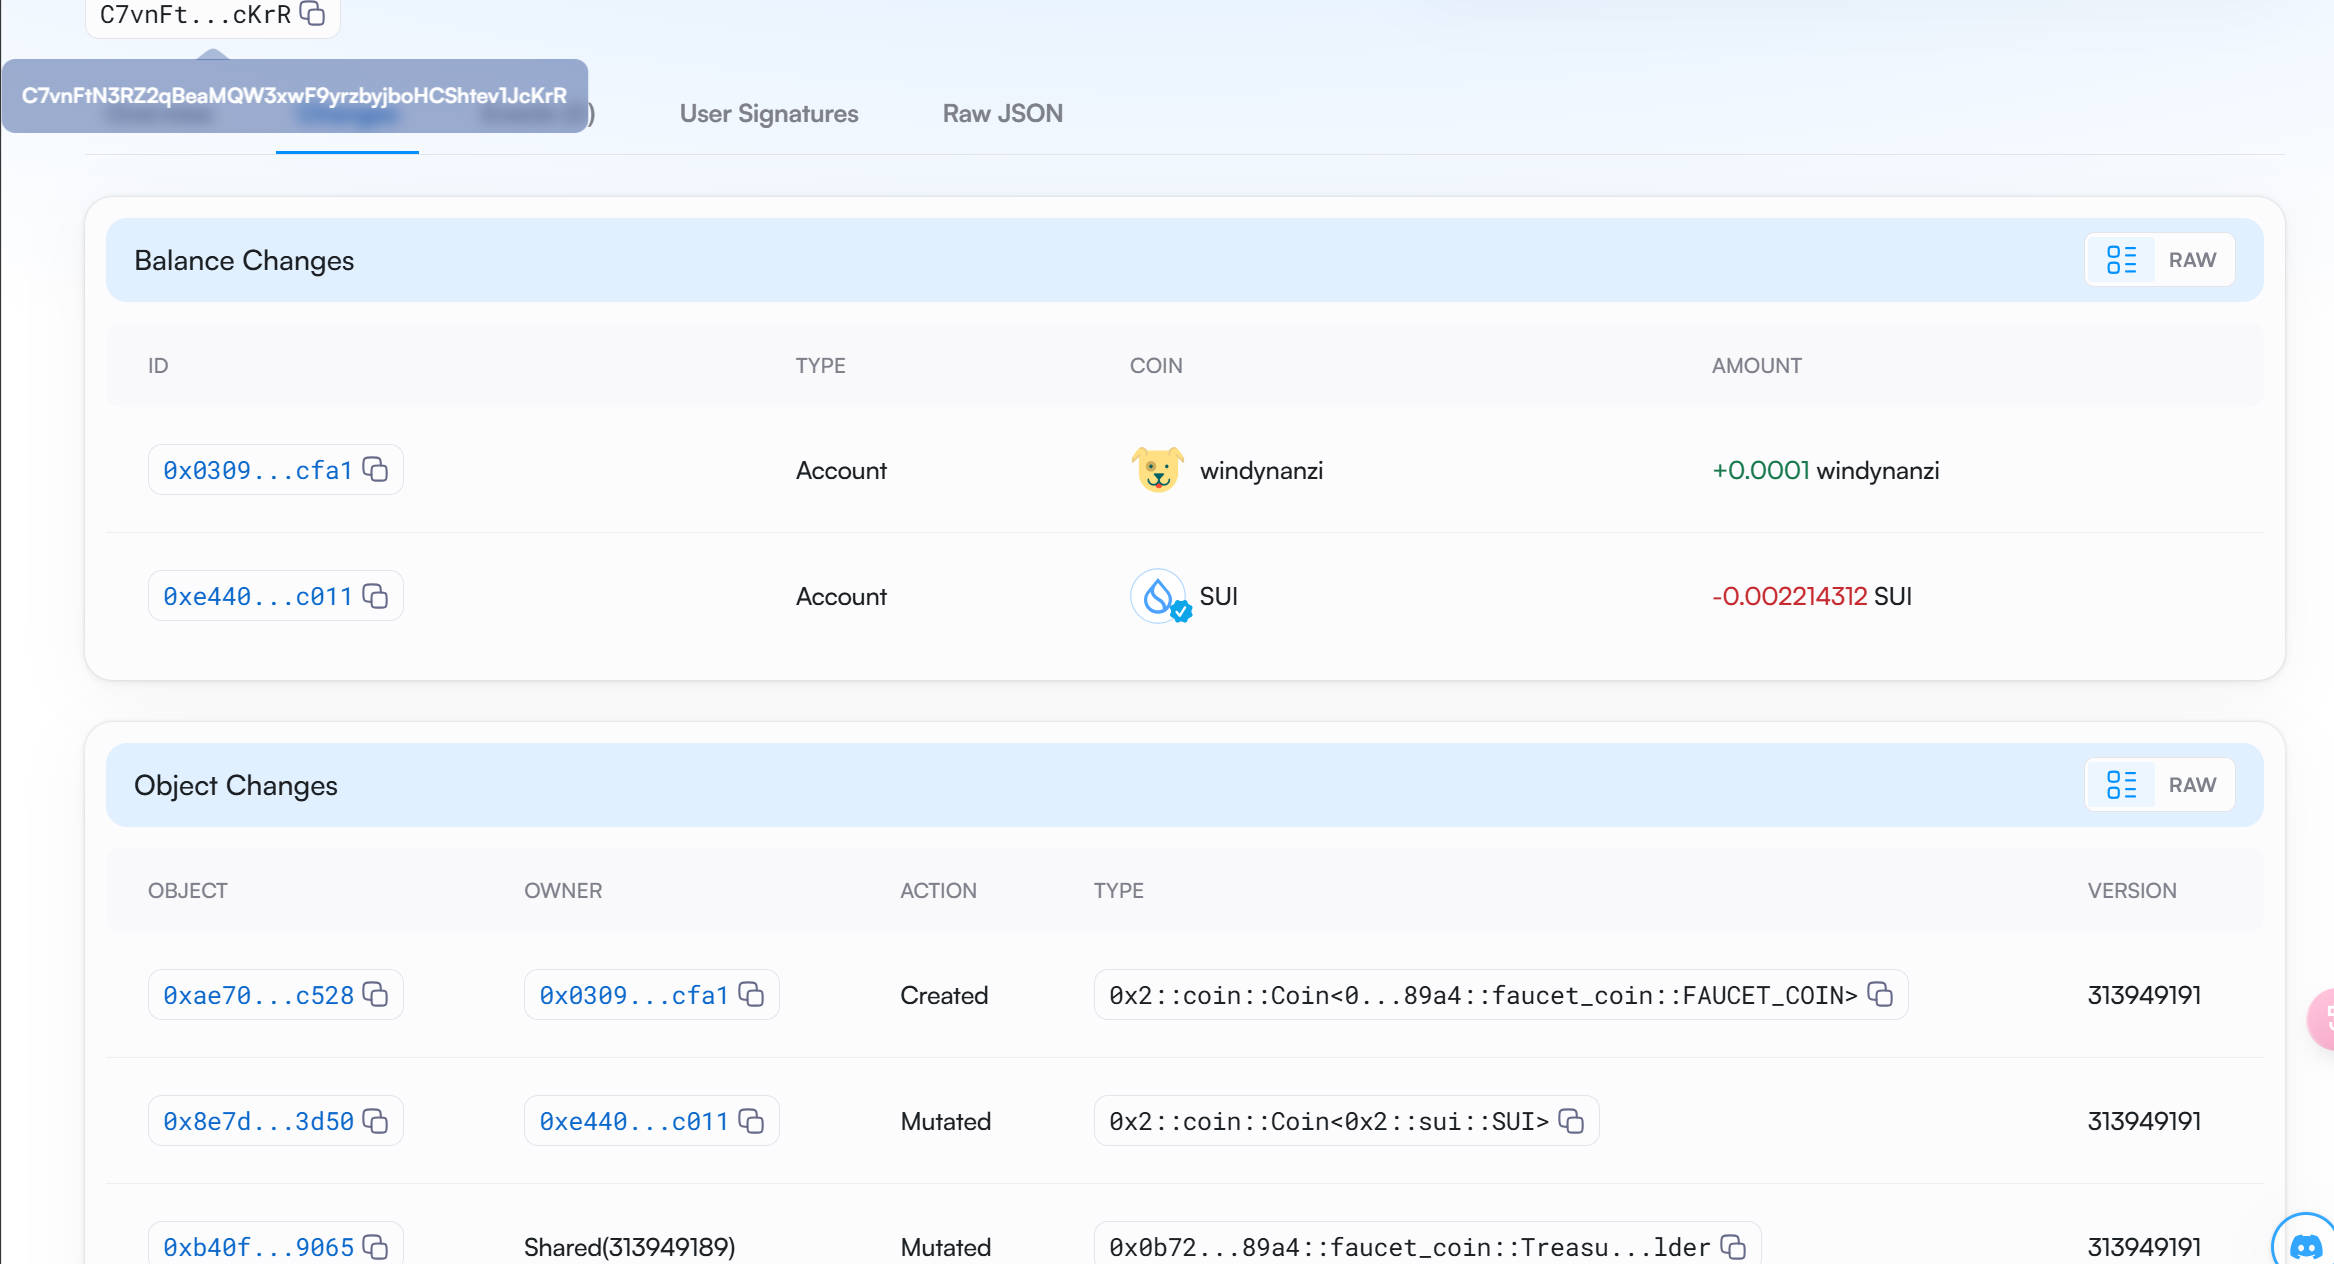 C7vnFt...cKrR
C7vnFtN3RZ2qBeaMQW3xwF9yrzbyjboHCShtev1JcKrR
Changes ) User Signatures Raw JSON
Balance Changes RAW
ID TYPE COIN AMOUNT
0x0309...cfa1 Account windynanzi +0.0001 windynanzi
0xe440...c011 Account SUI -0.002214312 SUI
Object Changes RAW
OBJECT OWNER ACTION TYPE VERSION
0xae70...c528 0x0309...cfa1 Created 0x2::coin::Coin<0...89a4::faucet_coin::FAUCET_COIN> 313949191
0x8e7d...3d50 0xe440...c011 Mutated 0x2::coin::Coin<0x2::sui::SUI> 313949191
0xb40f...9065 Shared(313949189) Mutated 0x0b72...89a4::faucet_coin::Treasu...lder 313949191